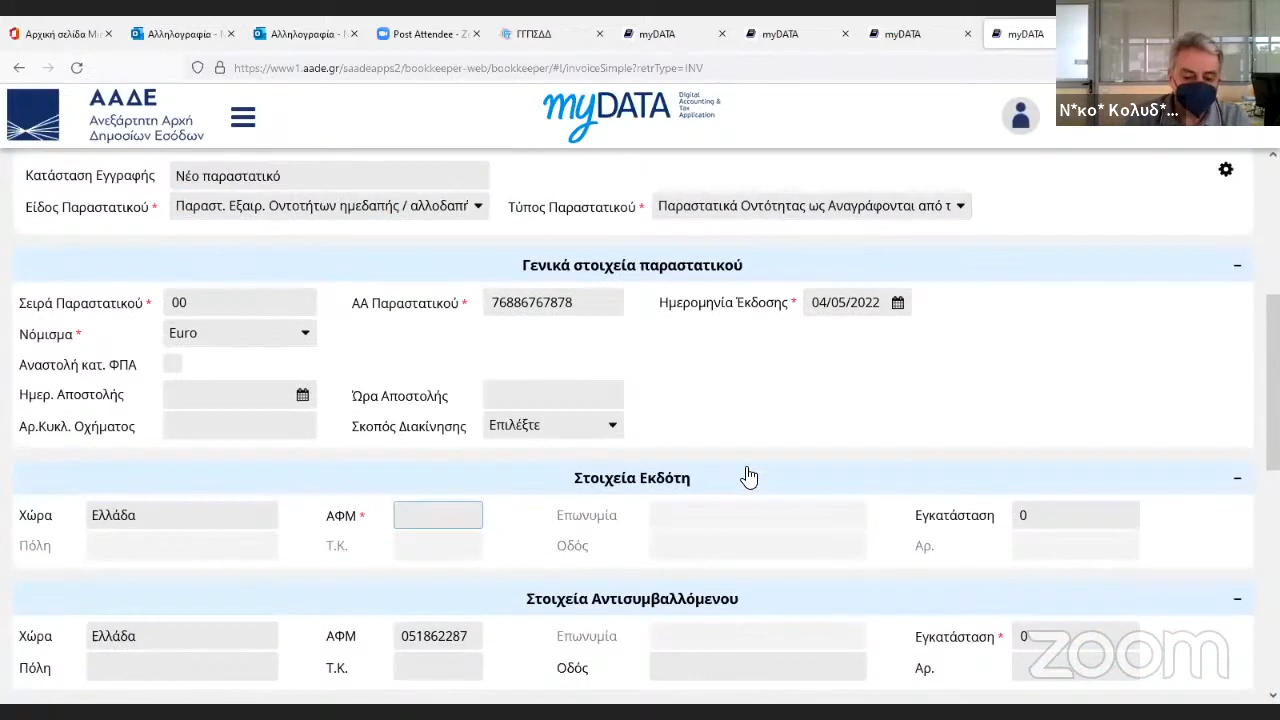 Αρχική σελίδα Mi
Αλληλογραφία - N
Αλληλογραφία - N
Post Attendee - Zo
ΓΓΠΣΔΔ
myDATA
myDATA
myDATA
myDATA
https://www1.aade.gr/saadeapps2/bookkeeper-web/bookkeeper/#!/invoiceSimple?retrType=INV
ΑΑΔΕ
Ανεξάρτητη Αρχή
Δημοσίων Εσόδων
myDATA Digital Accounting & Tax Application
Ν*κο* Κολυδ*...
Κατάσταση Εγγραφής Νέο παραστατικό
Είδος Παραστατικού * Παραστ. Εξαιρ. Οντοτήτων ημεδαπής / αλλοδαπή Τύπος Παραστατικού * Παραστατικά Οντότητας ως Αναγράφονται από τ
Γενικά στοιχεία παραστατικού
Σειρά Παραστατικού * 00 ΑΑ Παραστατικού * 76886767878 Ημερομηνία Έκδοσης * 04/05/2022
Νόμισμα * Euro
Αναστολή κατ. ΦΠΑ
Ημερ. Αποστολής Ώρα Αποστολής
Αρ.Κυκλ. Οχήματος Σκοπός Διακίνησης Επιλέξτε
Στοιχεία Εκδότη
Χώρα Ελλάδα ΑΦΜ * Επωνυμία Εγκατάσταση 0
Πόλη Τ.Κ. Οδός Αρ.
Στοιχεία Αντισυμβαλλόμενου
Χώρα Ελλάδα ΑΦΜ 051862287 Επωνυμία Εγκατάσταση * 0
Πόλη Τ.Κ. Οδός Αρ.
zoom